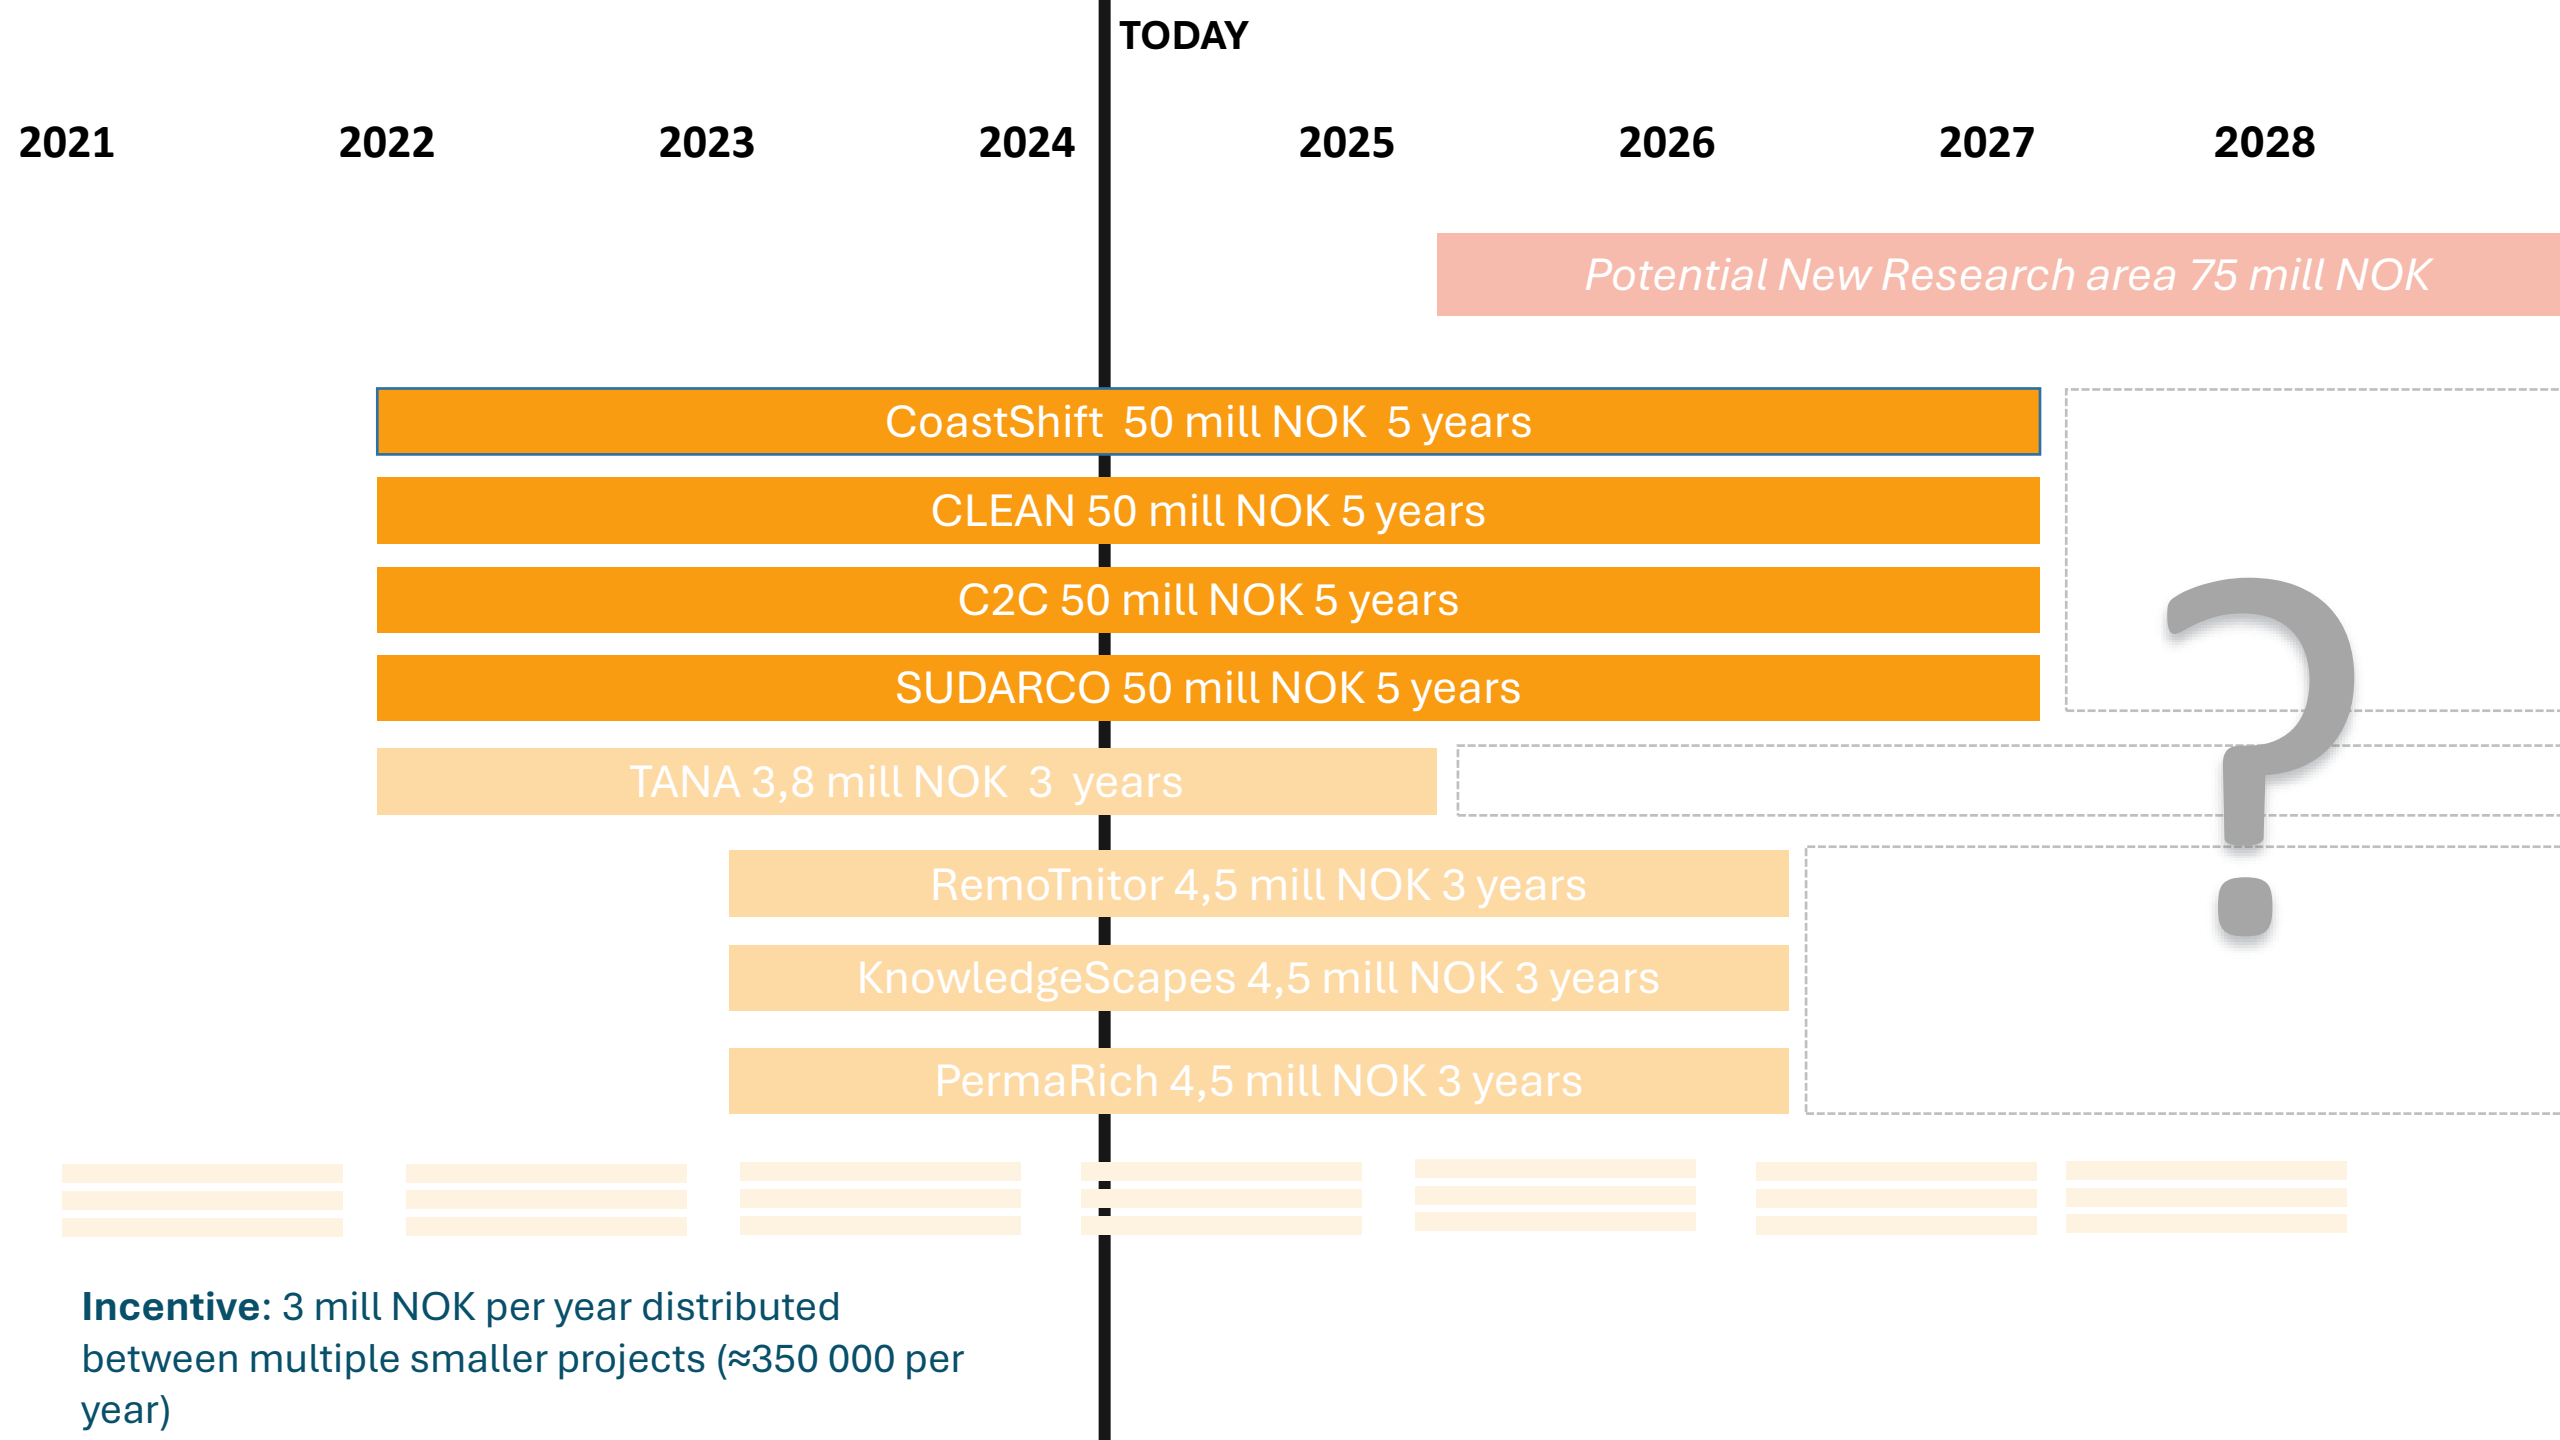 TODAY
2021 2022 2023 2024 2025 2026 2027 2028
Potential New Research area 75 mill NOK
CoastShift 50 mill NOK 5 years
CLEAN 50 mill NOK 5 years
C2C 50 mill NOK 5 years
SUDARCO 50 mill NOK 5 years
TANA 3,8 mill NOK 3 years
RemoTnitor 4,5 mill NOK 3 years
KnowledgeScapes 4,5 mill NOK 3 years
PermaRich 4,5 mill NOK 3 years
?
Incentive: 3 mill NOK per year distributed
between multiple smaller projects (≈350 000 per
year)